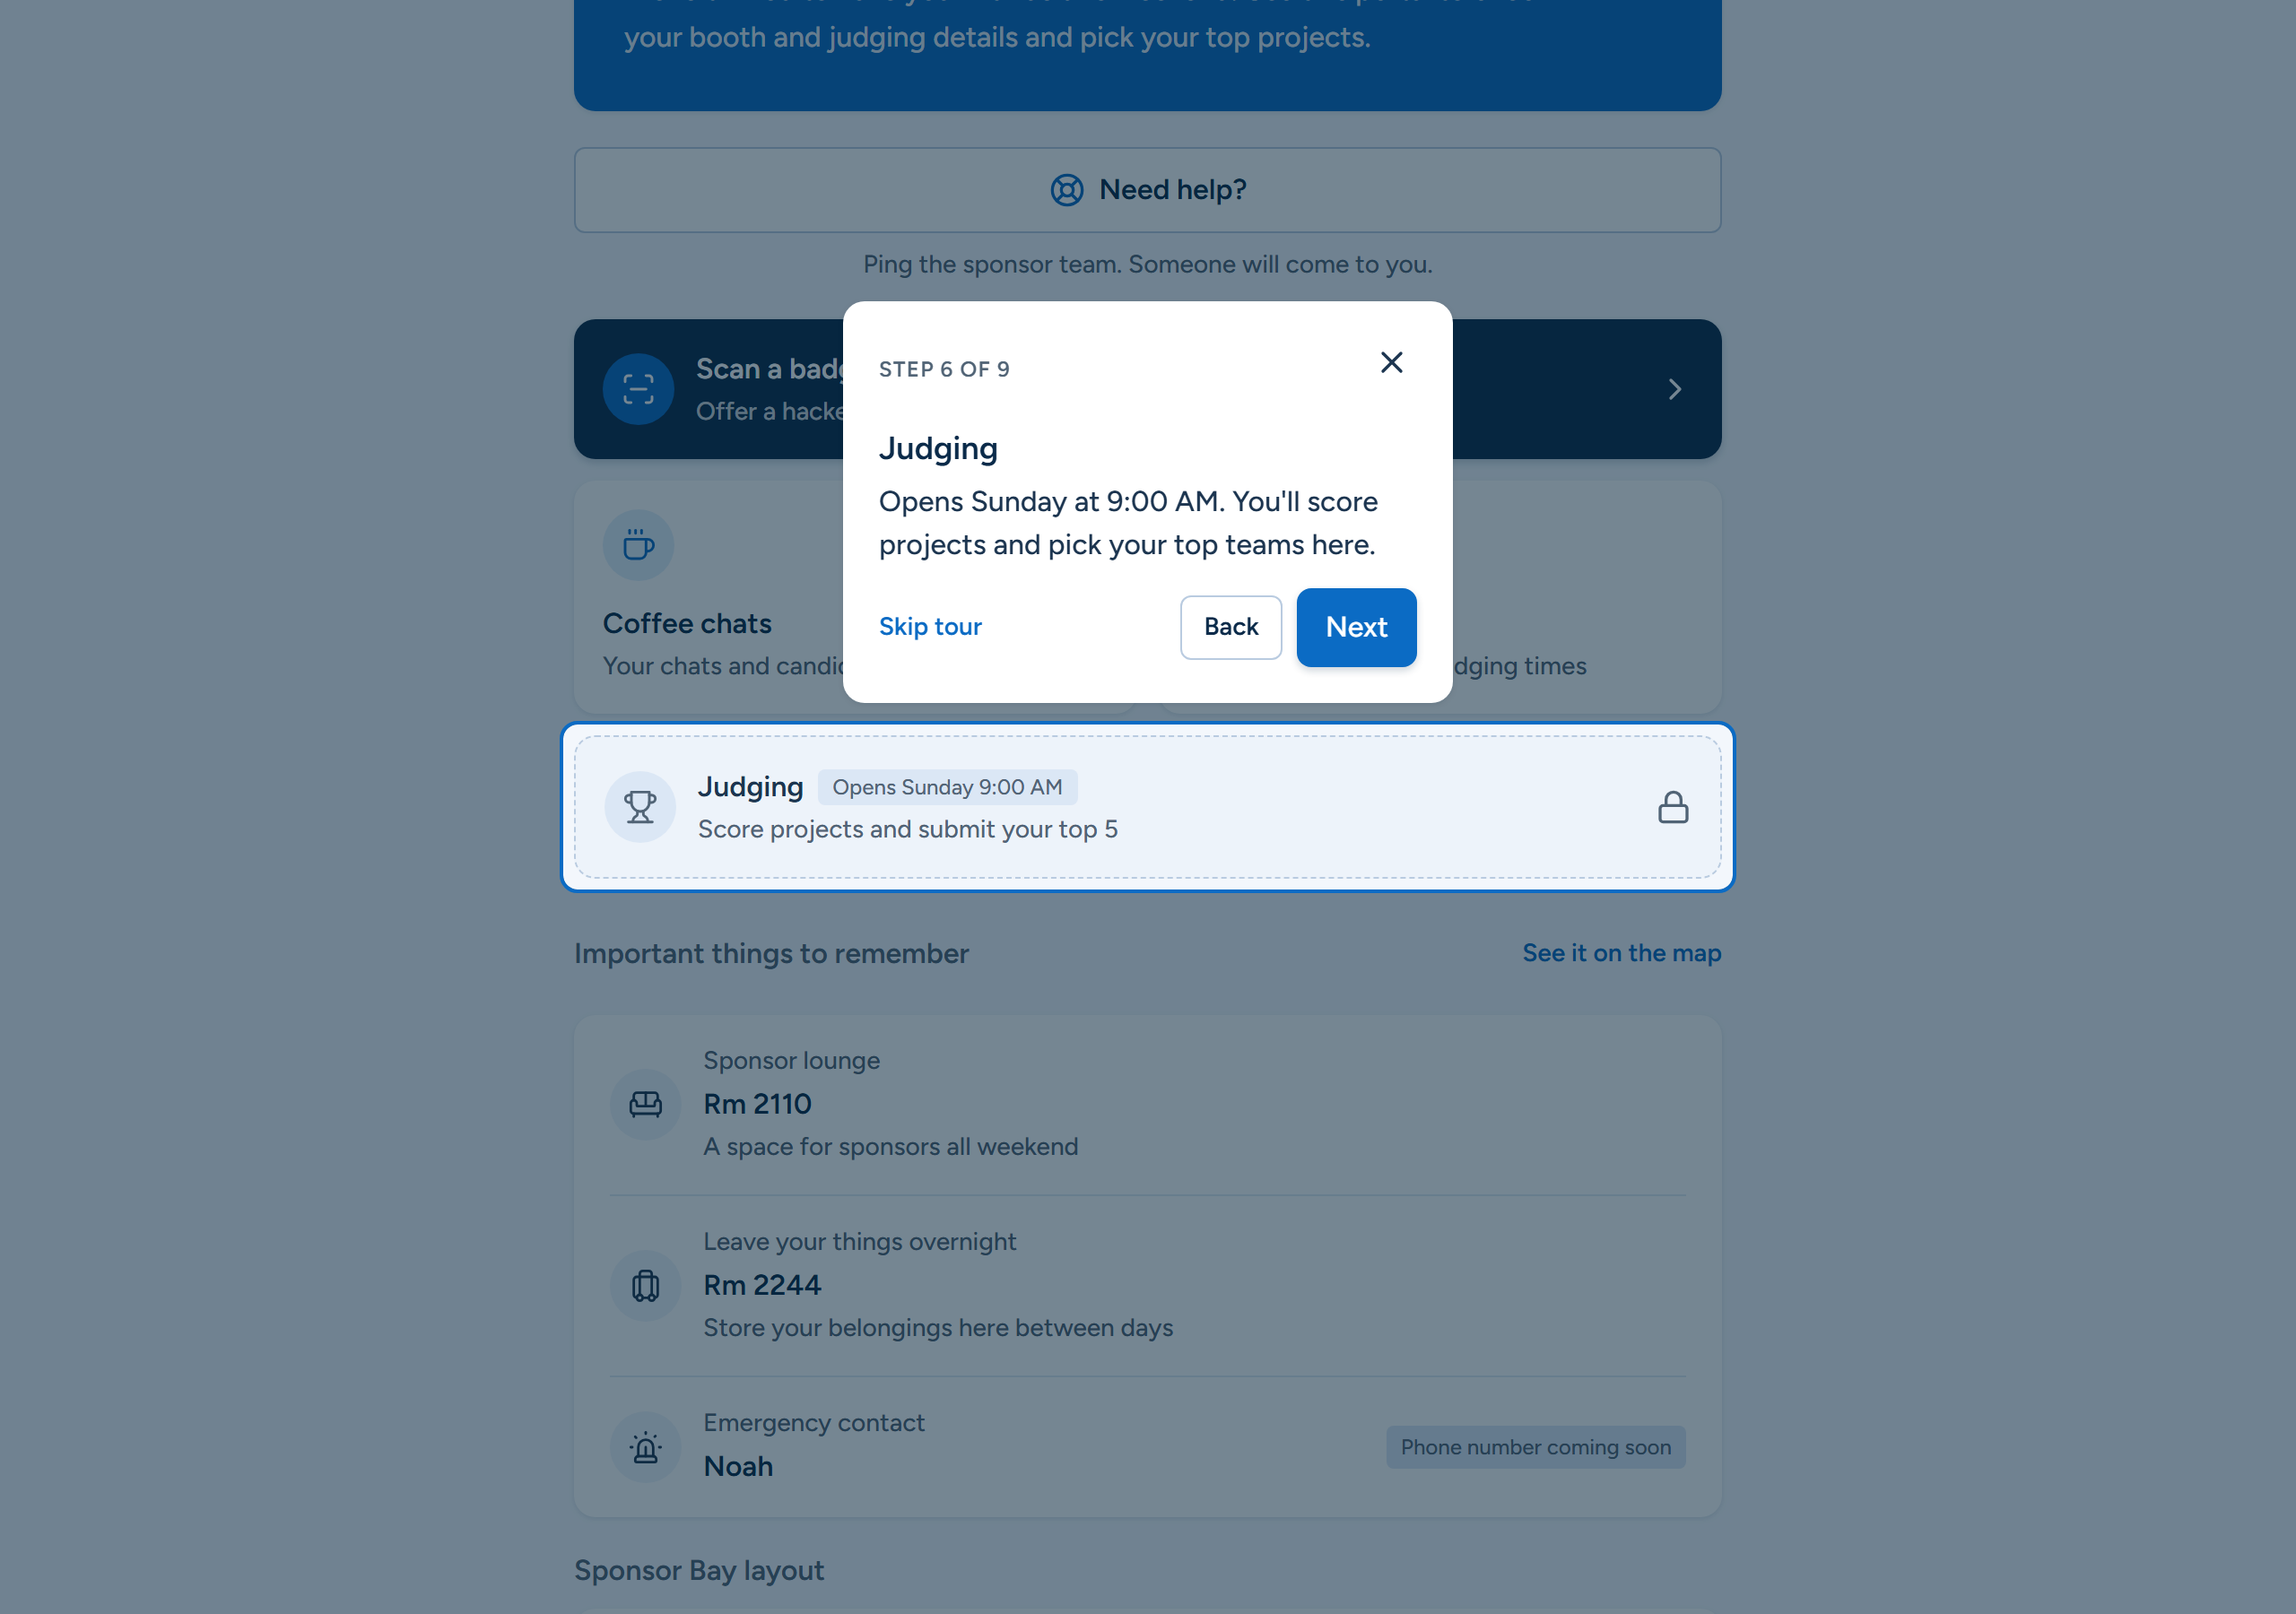 your booth and judging details and pick your top projects.
Need help?
Ping the sponsor team. Someone will come to you.
Scan a badg
Offer a hacke
STEP 6 OF 9
Judging
Opens Sunday at 9:00 AM. You'll score
projects and pick your top teams here.
Skip tour
Back
Next
Coffee chats
Your chats and candid
dging times
Judging
Opens Sunday 9:00 AM
Score projects and submit your top 5
Important things to remember
See it on the map
Sponsor lounge
Rm 2110
A space for sponsors all weekend
Leave your things overnight
Rm 2244
Store your belongings here between days
Emergency contact
Noah
Phone number coming soon
Sponsor Bay layout